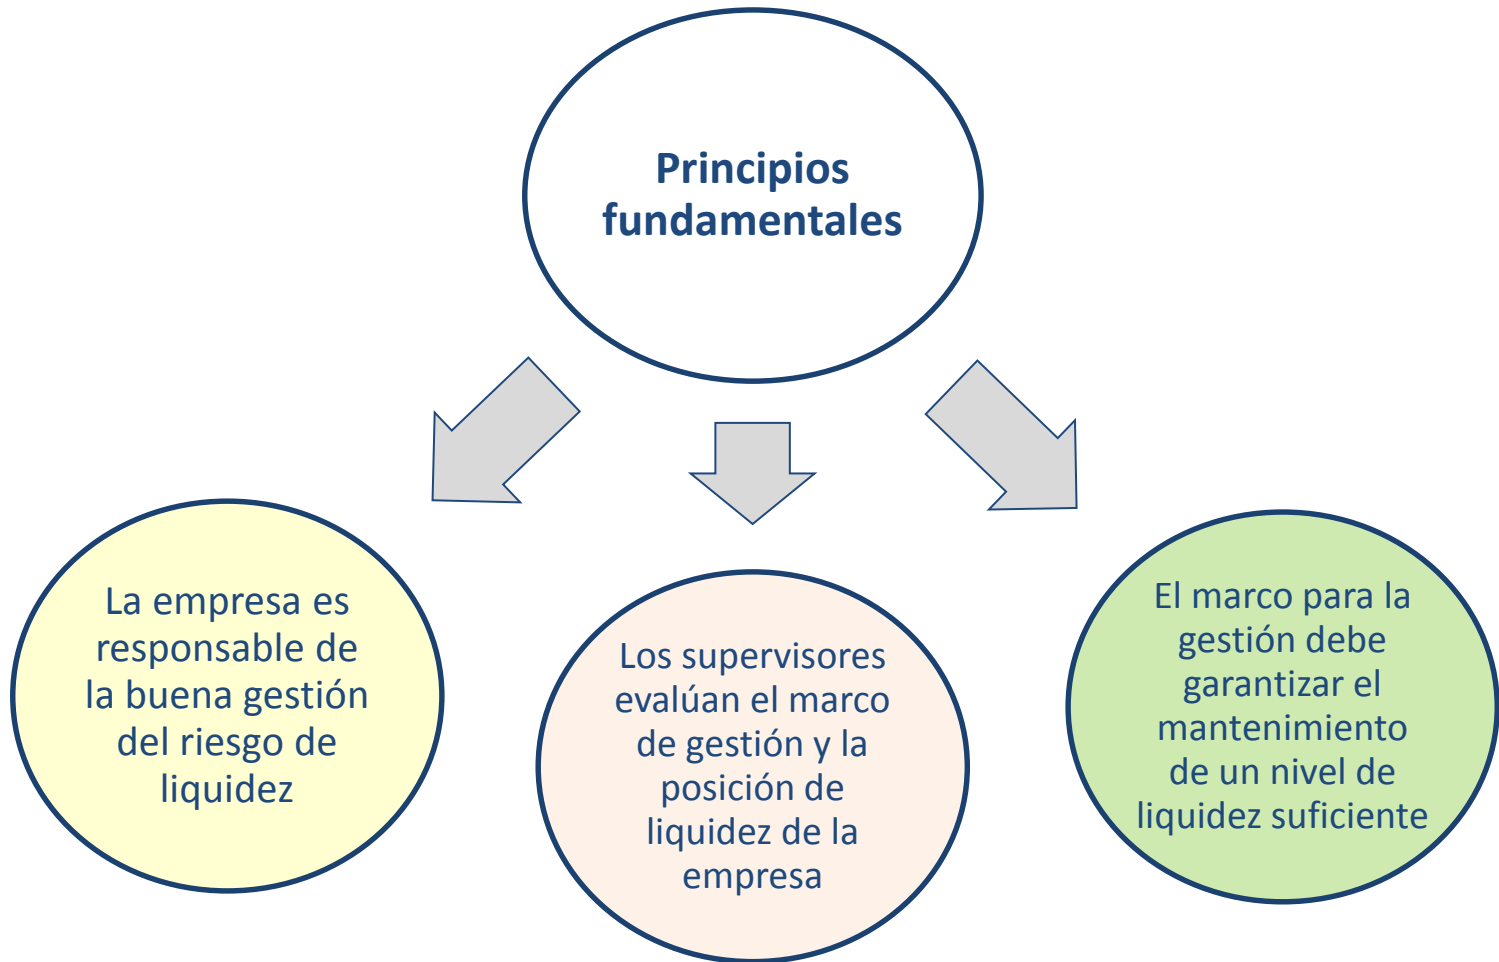 Principios
fundamentales
La empresa es
responsable de
la buena gestión
del riesgo de
liquidez
Los supervisores
evalúan el marco
de gestión y la
posición de
liquidez de la
empresa
El marco para la
gestión debe
garantizar el
mantenimiento
de un nivel de
liquidez suficiente